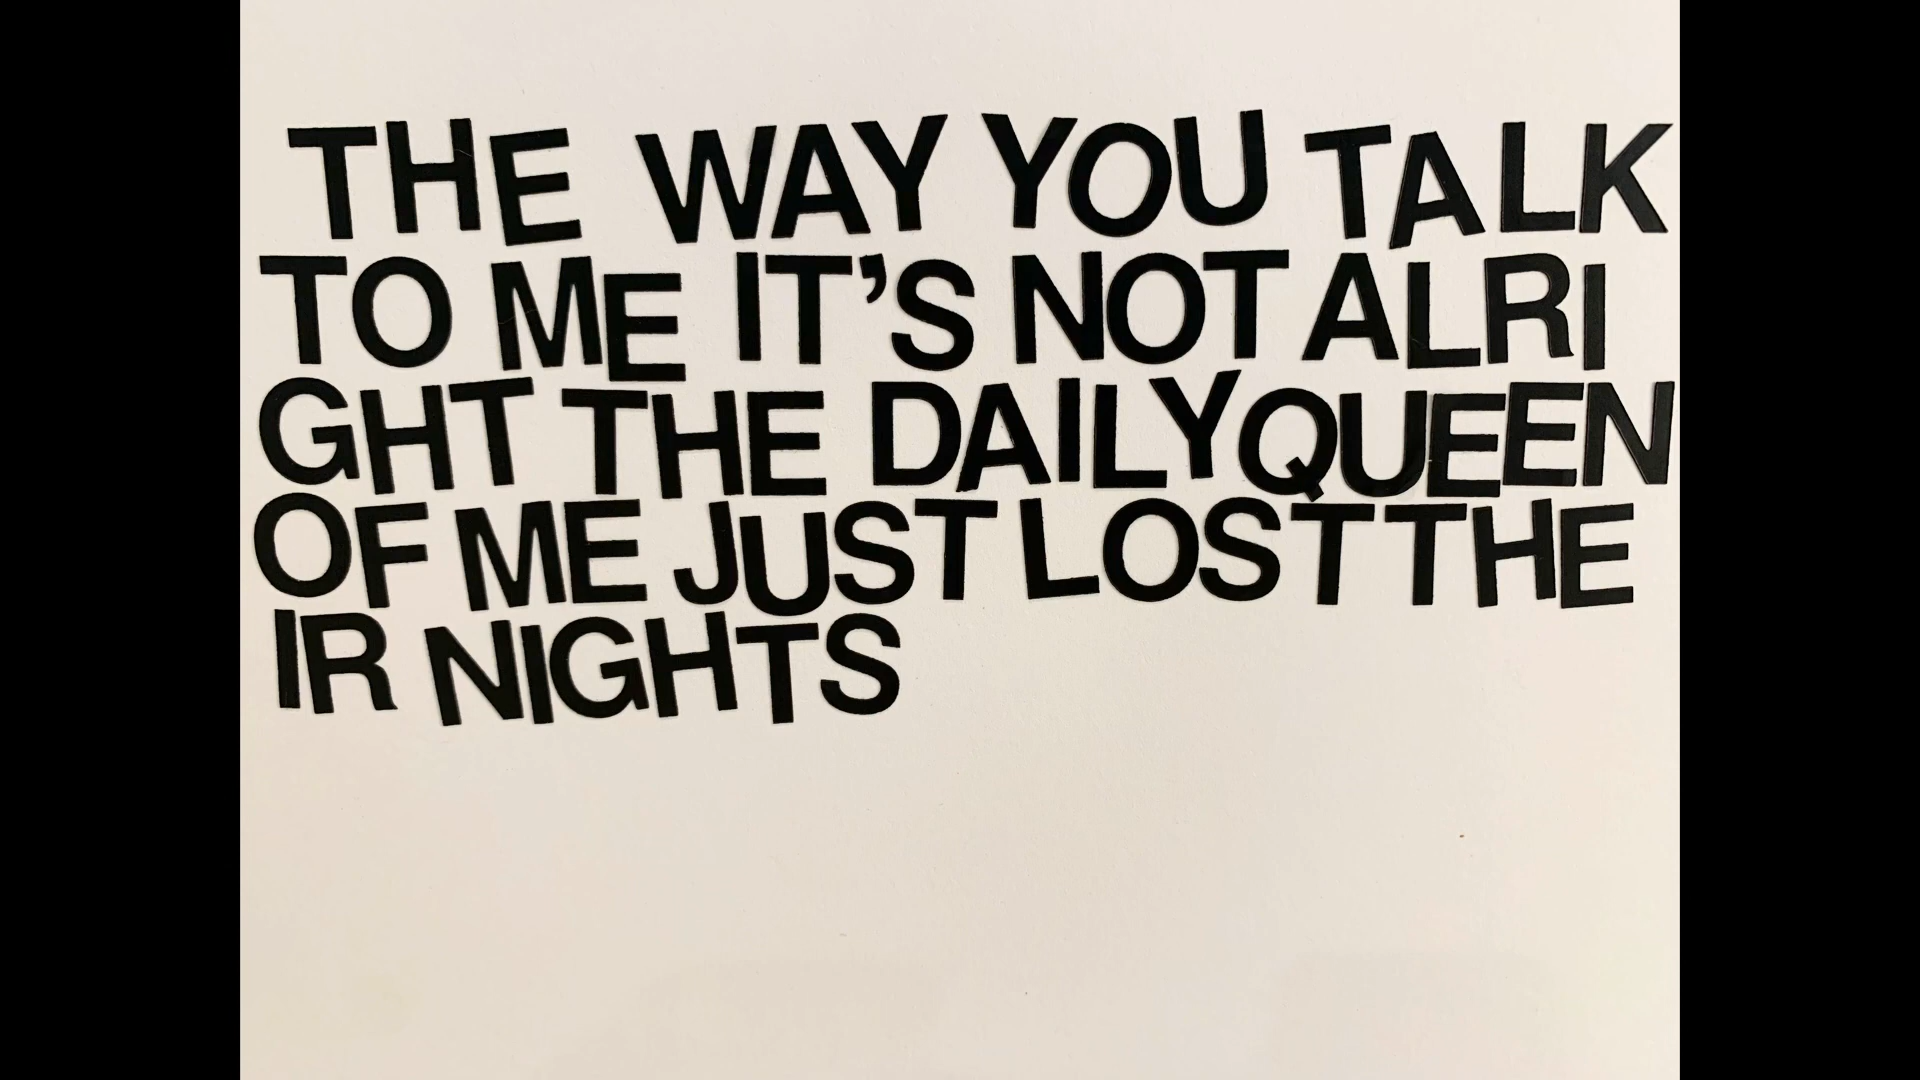 THE WAY YOU TALK
TO ME IT’S NOT ALRI
GHT THE DAILYQUEEN
OF ME JUST LOST THE
IR NIGHTS